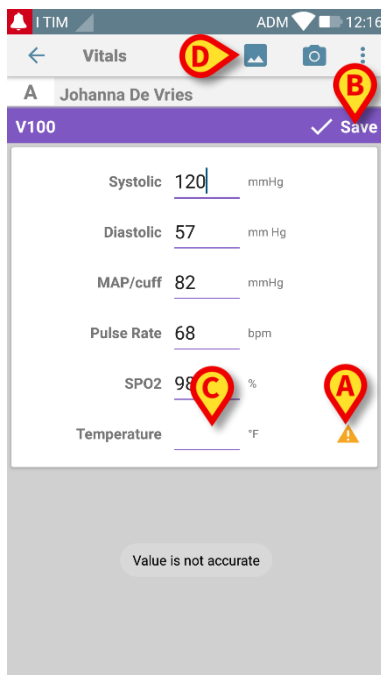 I TIM ADM 12:16
Vitals D
B
A Johanna De Vries
V100 Save
Systolic 120 mmHg
Diastolic 57 mm Hg
MAP/cuff 82 mmHg
Pulse Rate 68 bpm
SPO2 98 %
C A
Temperature °F
Value is not accurate